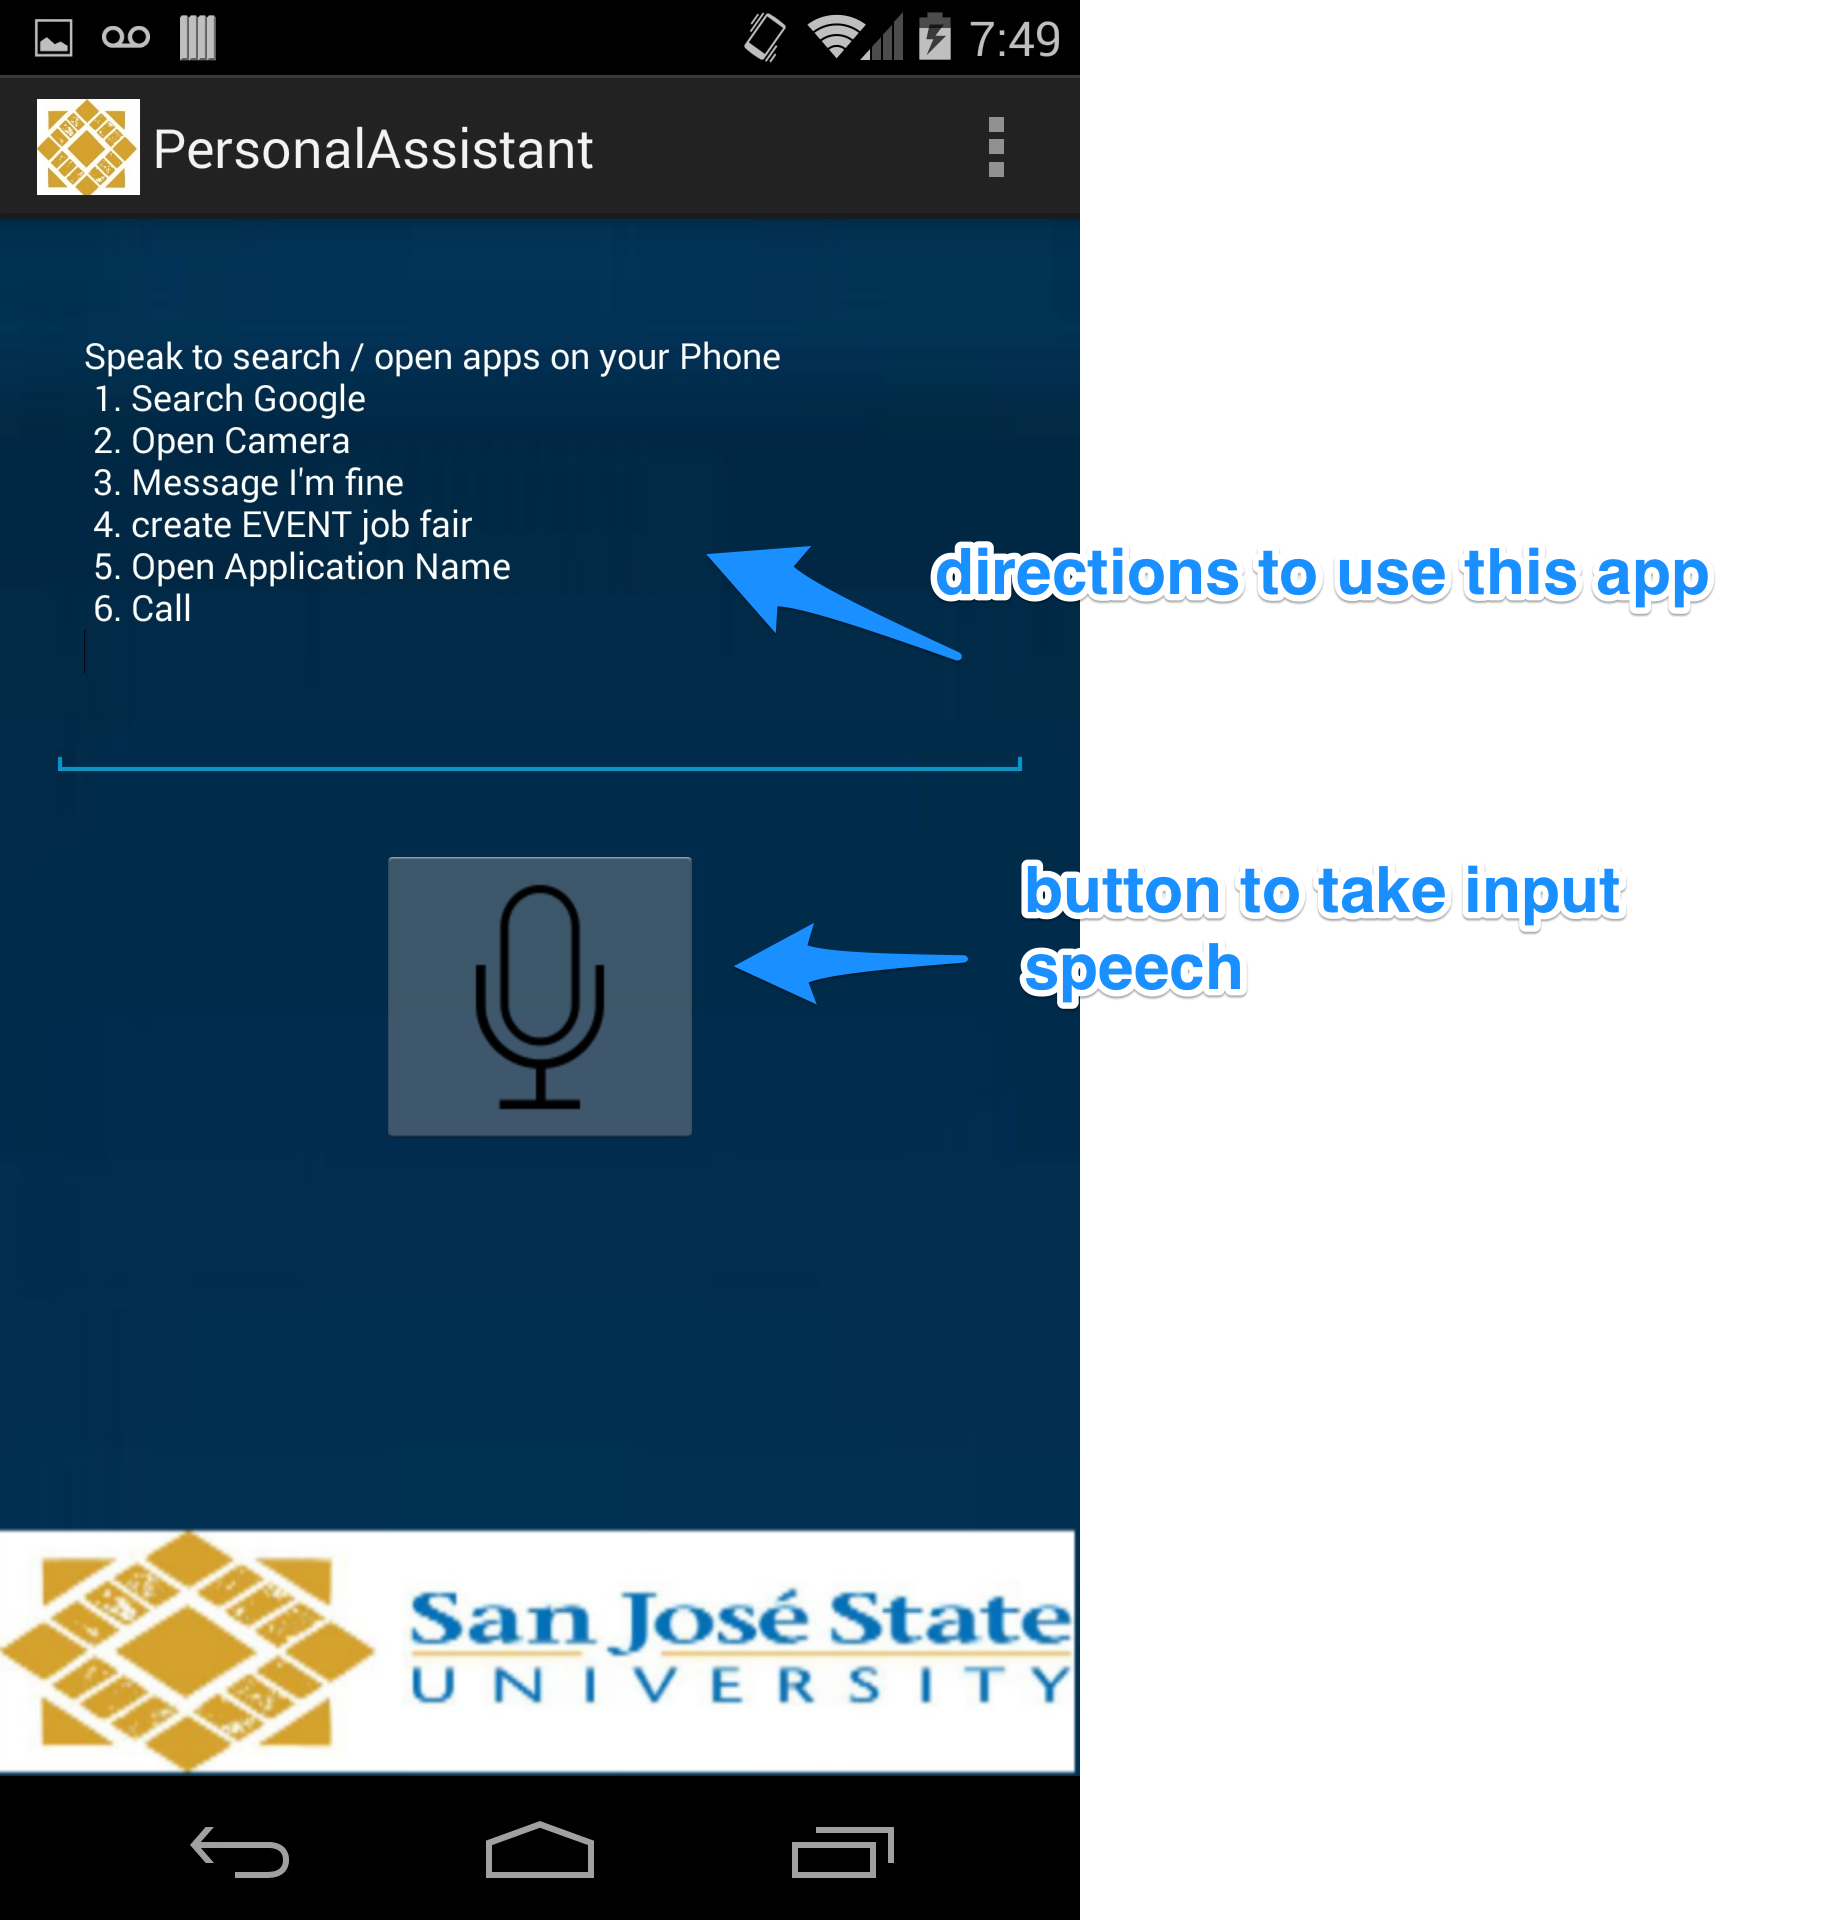 7:49
PersonalAssistant
Speak to search / open apps on your Phone
1. Search Google
2. Open Camera
3. Message I'm fine
4. create EVENT job fair
5. Open Application Name
6. Call
directions to use this app
button to take input
speech
San José State
UNIVERSITY